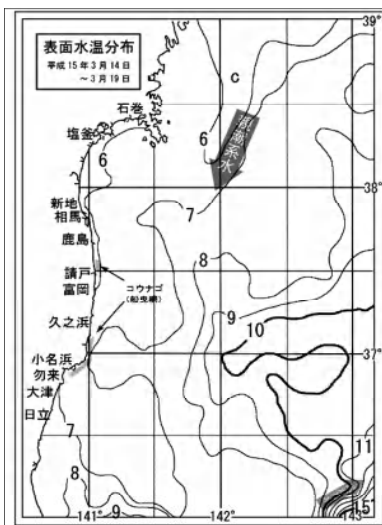 表面水温分布
平成15年3月14日
～3月19日
39°
C
石巻
塩釜
6
6
親潮系水
38°
新地
相馬
7
鹿島
8
請戸
コウナゴ
(船曳網)
富岡
9
久之浜
10
37°
小名浜
勿来
大津
日立
7
11
8
15
9
141°
142°
143°